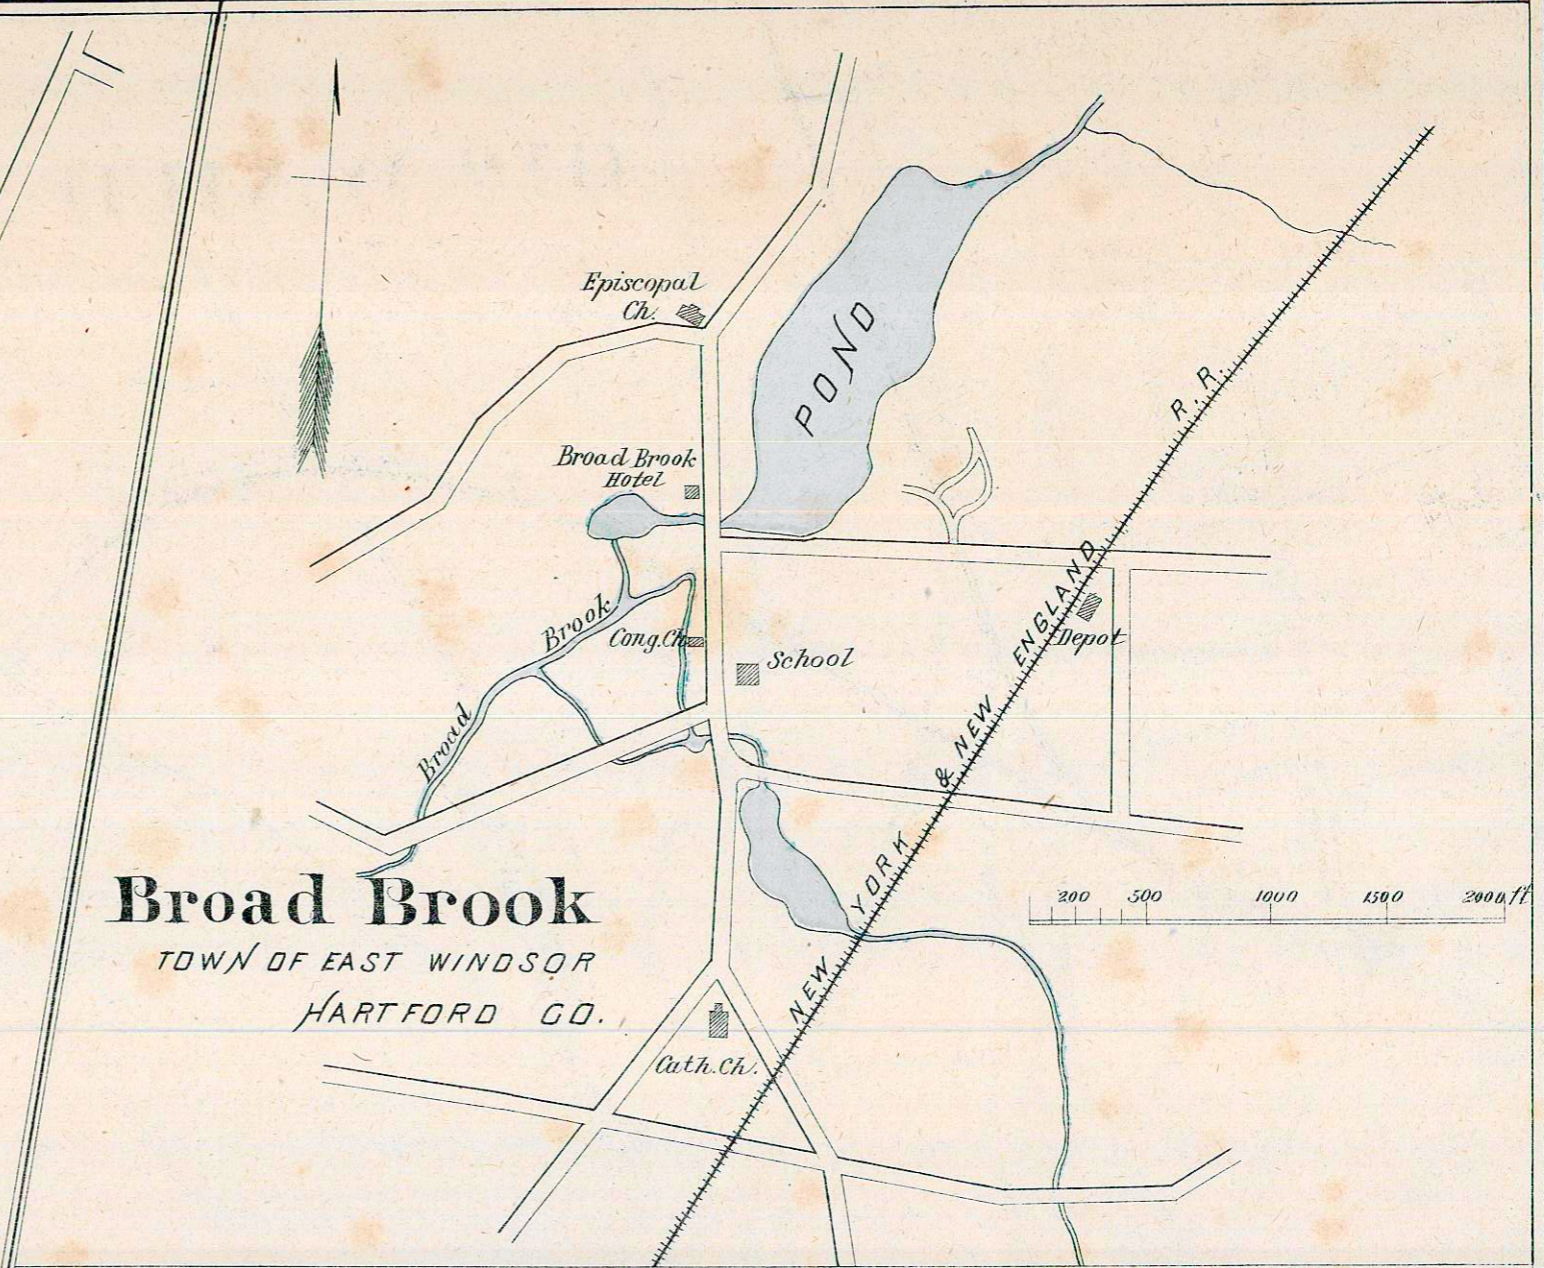 Episcopal
Ch.
POND
R. R.
Broad Brook
Hotel
Broad Brook
Cong. Ch.
School
Depot
NEW YORK & NEW ENGLAND
200 500 1000 1500 2000 ft
Broad Brook
TOWN OF EAST WINDSOR
HARTFORD CO.
Cath. Ch.